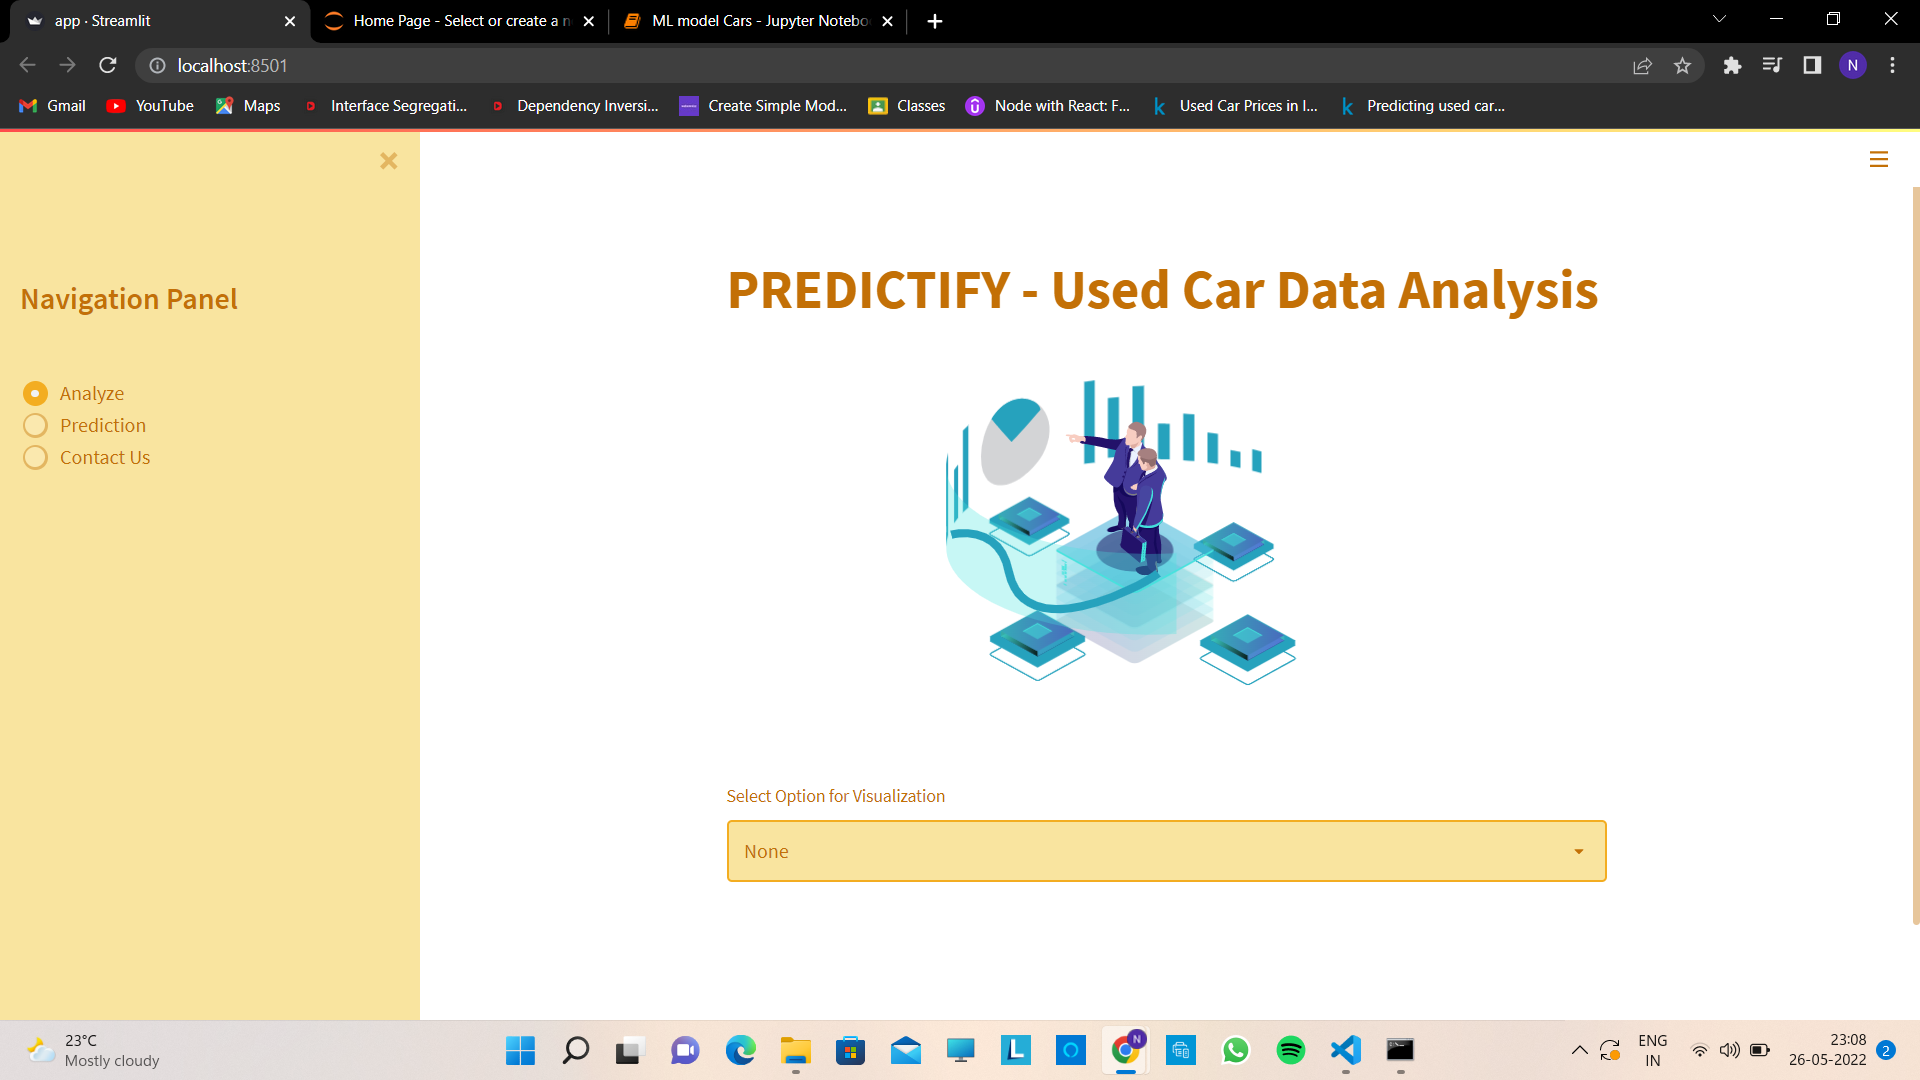 app · Streamlit
Home Page - Select or create a n
ML model Cars - Jupyter Notebo
localhost:8501
N
Gmail
YouTube
Maps
Interface Segregati...
Dependency Inversi...
Create Simple Mod...
Classes
Node with React: F...
Used Car Prices in I...
Predicting used car...
Navigation Panel
Analyze
Prediction
Contact Us
PREDICTIFY - Used Car Data Analysis
Select Option for Visualization
None
23°C
Mostly cloudy
N
ENG
IN
23:08
26-05-2022
2